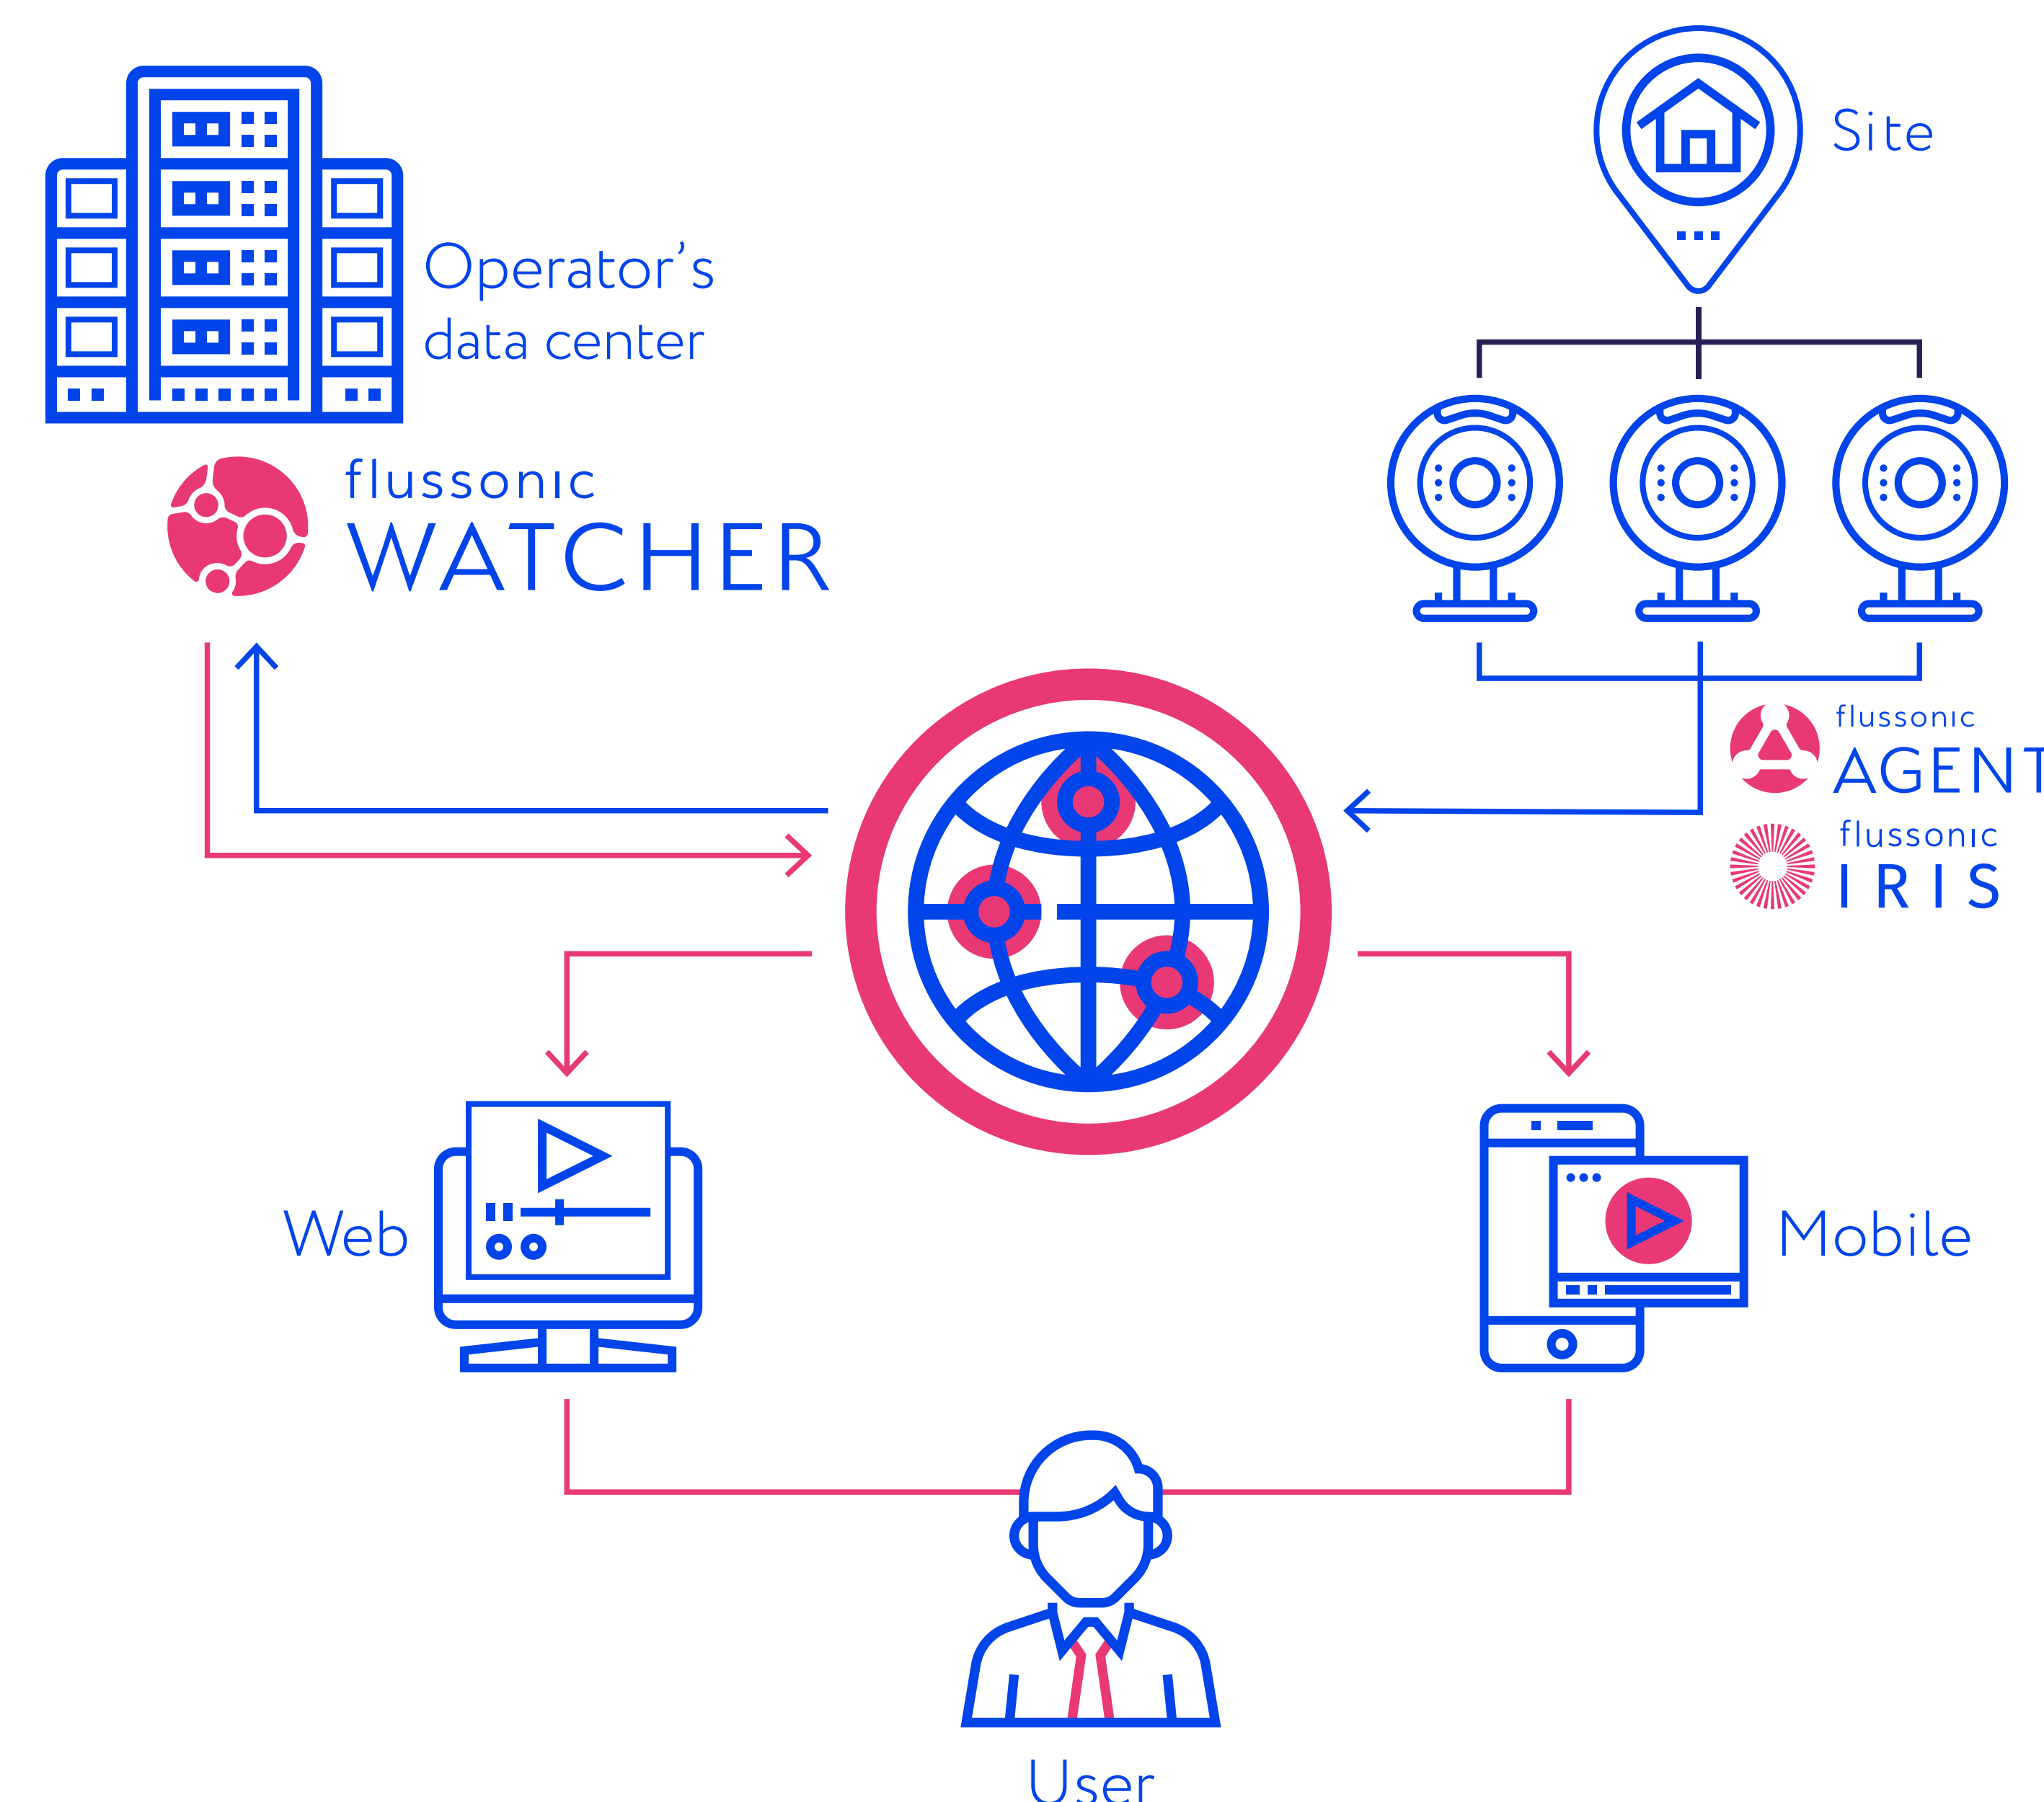 Site
Operator's
data center
flussonic
WATCHER
flussonic
AGENT
flussonic
IRIS
Web
Mobile
User